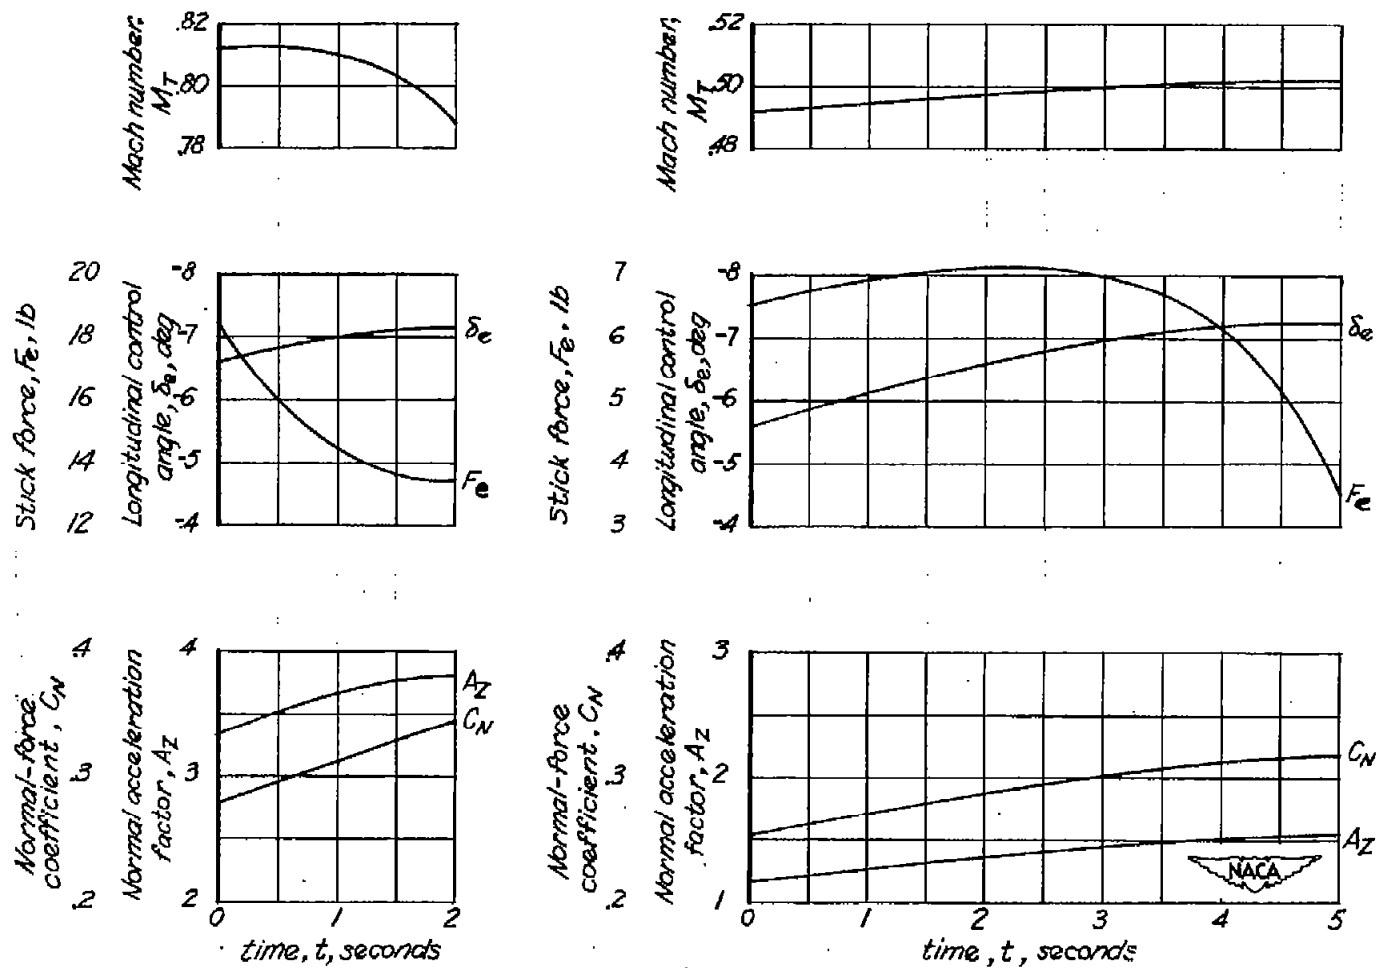 Mach number,
M_T
.82
.80
.78
Mach number,
M_T
.52
.50
.48
Stick force, F_e, lb
20
18
16
14
12
Longitudinal control
angle, δ_e, deg
-8
-7
-6
-5
-4
δ_e
F_e
Stick force, F_e, lb
7
6
5
4
3
Longitudinal control
angle, δ_e, deg
-8
-7
-6
-5
-4
δ_e
F_e
Normal-force
coefficient, C_N
.4
.3
.2
Normal acceleration
factor, A_Z
4
3
2
A_Z
C_N
0 1 2
time, t, seconds
Normal-force
coefficient, C_N
.4
.3
.2
Normal acceleration
factor, A_Z
3
2
1
C_N
A_Z
NACA
0 1 2 3 4 5
time, t, seconds